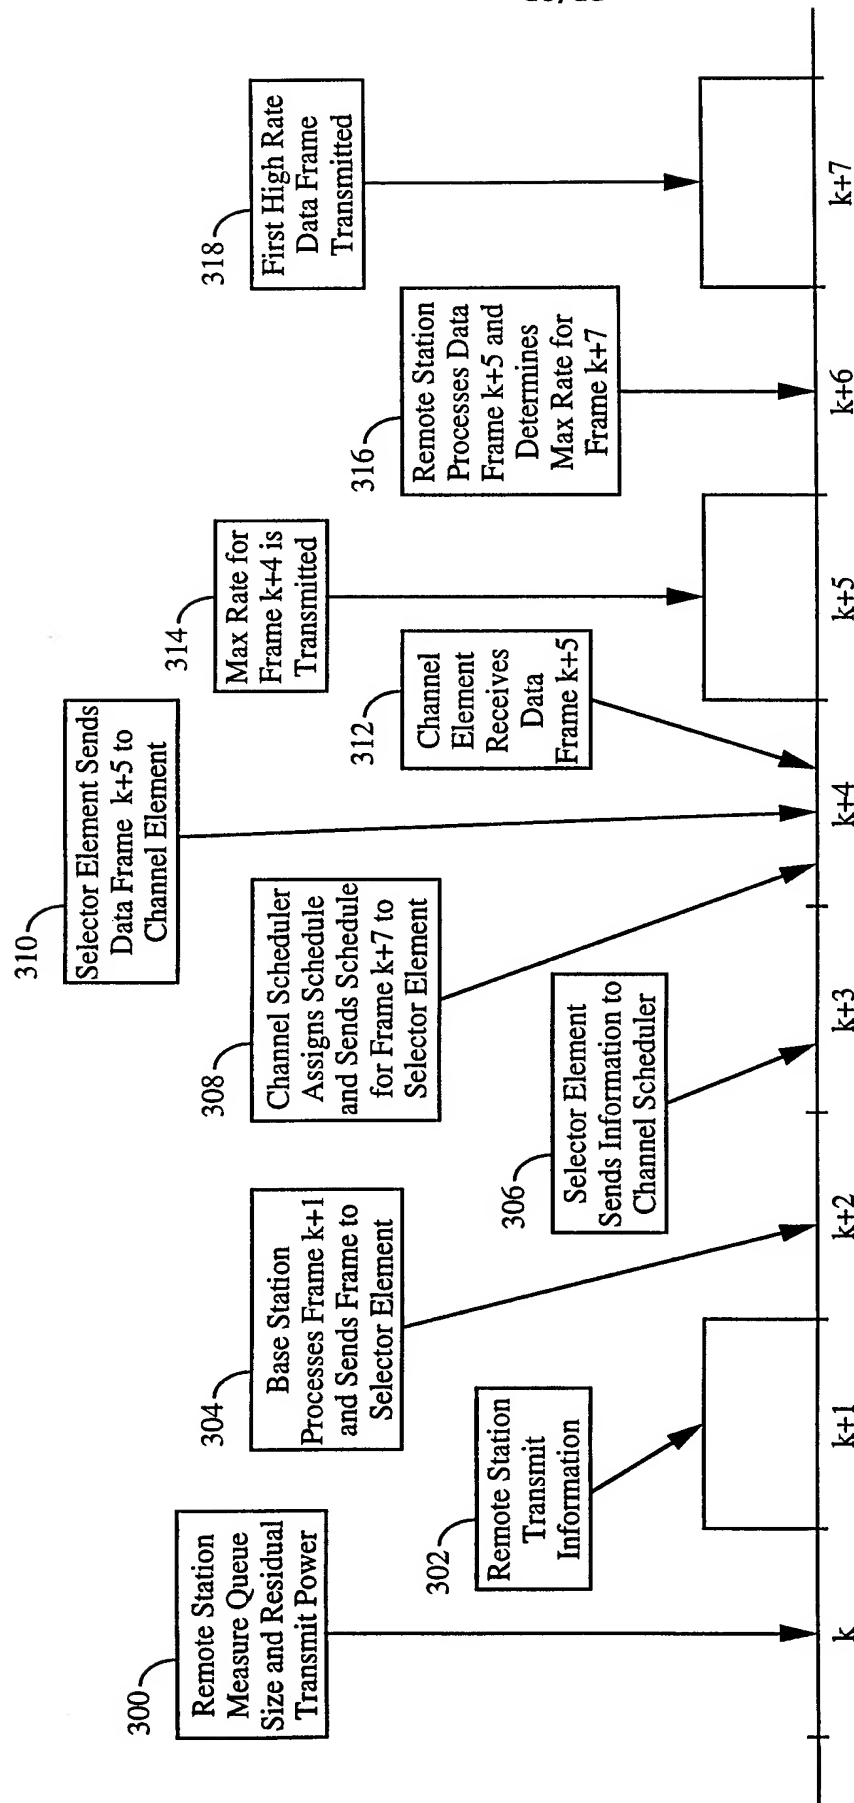 300
Remote Station
Measure Queue
Size and Residual
Transmit Power
302
Remote Station
Transmit
Information
304
Base Station
Processes Frame k+1
and Sends Frame to
Selector Element
306
Selector Element
Sends Information to
Channel Scheduler
308
Channel Scheduler
Assigns Schedule
and Sends Schedule
for Frame k+7 to
Selector Element
310
Selector Element Sends
Data Frame k+5 to
Channel Element
312
Channel
Element
Receives
Data
Frame k+5
314
Max Rate for
Frame k+4 is
Transmitted
316
Remote Station
Processes Data
Frame k+5 and
Determines
Max Rate for
Frame k+7
318
First High Rate
Data Frame
Transmitted
k
k+1
k+2
k+3
k+4
k+5
k+6
k+7